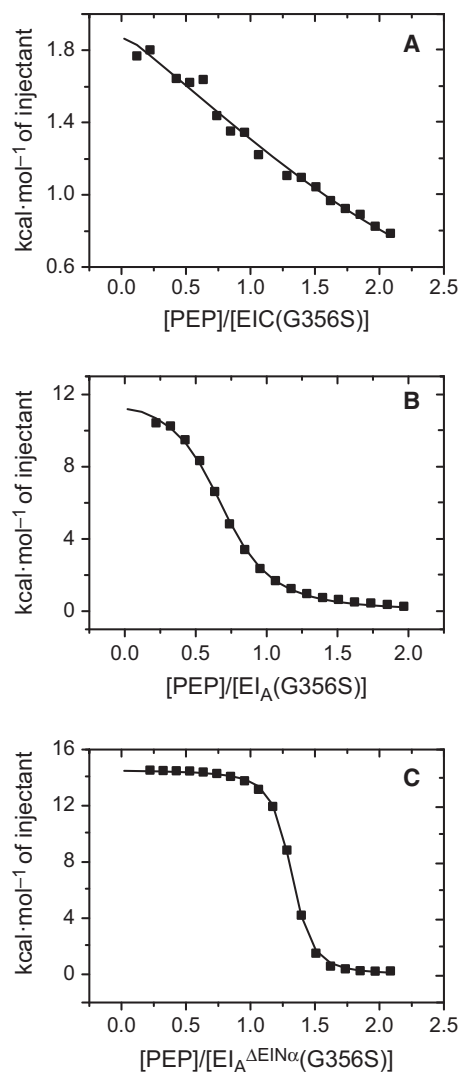 A
kcal·mol⁻¹ of injectant
1.8
1.4
1.0
0.6
0.0 0.5 1.0 1.5 2.0 2.5
[PEP]/[EIC(G356S)]
B
kcal·mol⁻¹ of injectant
12
8
4
0
0.0 0.5 1.0 1.5 2.0
[PEP]/[EI_A(G356S)]
C
kcal·mol⁻¹ of injectant
16
12
8
4
0
0.0 0.5 1.0 1.5 2.0 2.5
[PEP]/[EI_A^ΔEINα(G356S)]